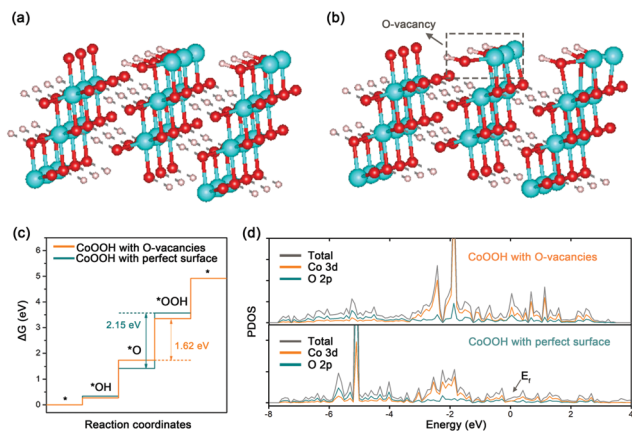 (a)
(b)
O-vacancy
(c)
CoOOH with O-vacancies
CoOOH with perfect surface
*
*OOH
2.15 eV
*O
1.62 eV
*OH
*
ΔG (eV)
6
5
4
3
2
1
0
Reaction coordinates
(d)
Total
Co 3d
O 2p
CoOOH with O-vacancies
Total
Co 3d
O 2p
CoOOH with perfect surface
Ef
PDOS
-8 -6 -4 -2 0 2 4
Energy (eV)